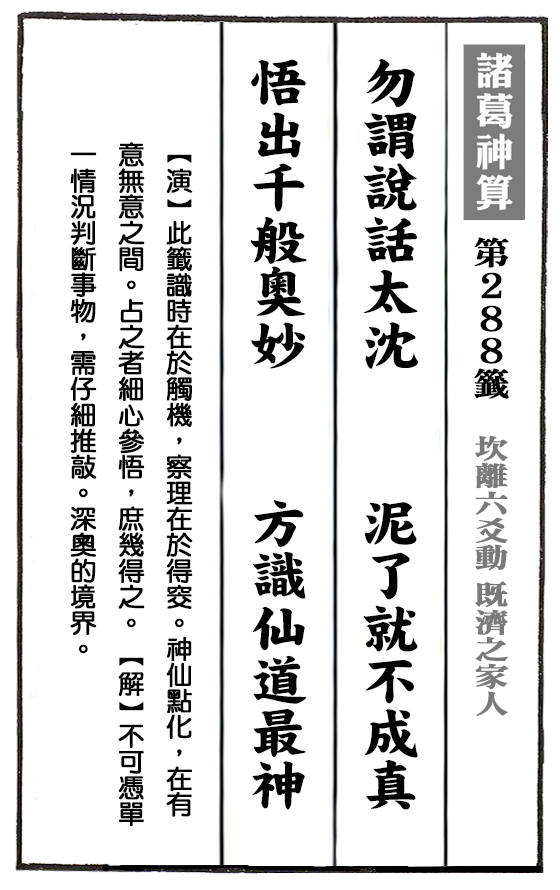 諸葛神算 第288籤 坎離六爻動 既濟之家人
勿謂說話太沈 泥了就不成真
悟出千般奧妙 方識仙道最神
【演】此籤識時在於觸機，察理在於得窔。神仙點化，在有
意無意之間。占之者細心參悟，庶幾得之。【解】不可憑單
一情況判斷事物，需仔細推敲。深奧的境界。